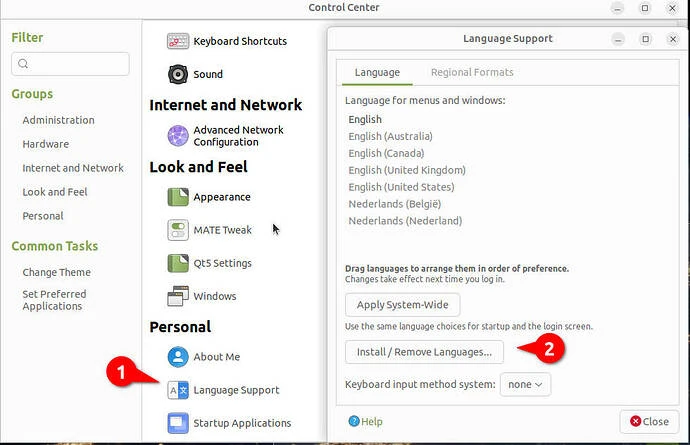 Control Center
Filter
Groups
Administration
Hardware
Internet and Network
Look and Feel
Personal
Common Tasks
Change Theme
Set Preferred
Applications
Keyboard Shortcuts
Sound
Internet and Network
Advanced Network
Configuration
Look and Feel
Appearance
MATE Tweak
Qt5 Settings
Windows
Personal
About Me
1
Language Support
Startup Applications
Language Support
Language
Regional Formats
Language for menus and windows:
English
English (Australia)
English (Canada)
English (United Kingdom)
English (United States)
Nederlands (België)
Nederlands (Nederland)
Drag languages to arrange them in order of preference.
Changes take effect next time you log in.
Apply System-Wide
Use the same language choices for startup and the login screen.
Install / Remove Languages...
2
Keyboard input method system:
none
Help
Close